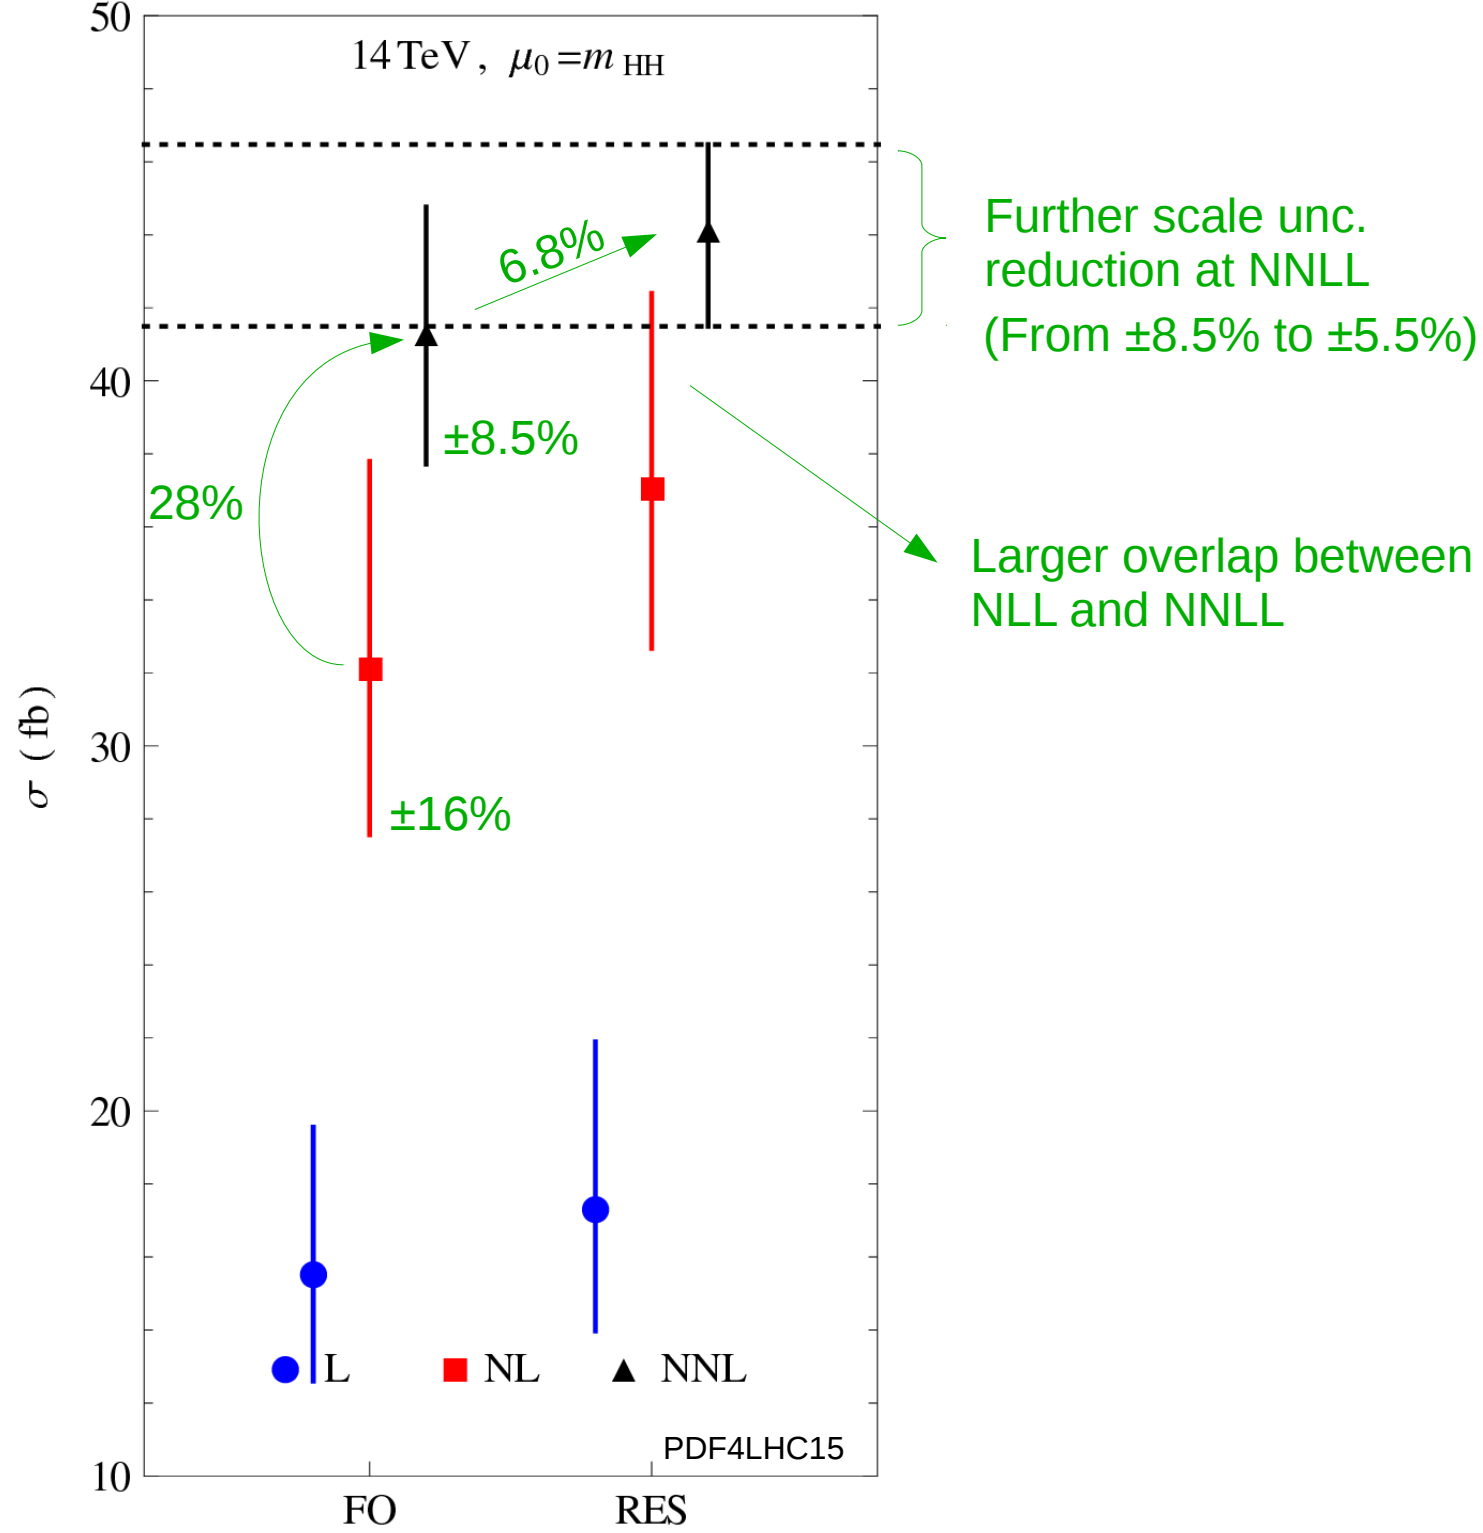 50
14 TeV , μ0 =m HH
6.8%
Further scale unc.
reduction at NNLL
(From ±8.5% to ±5.5%)
40
±8.5%
28%
Larger overlap between
NLL and NNLL
σ ( fb )
30
±16%
20
L NL NNL
PDF4LHC15
10
FO RES